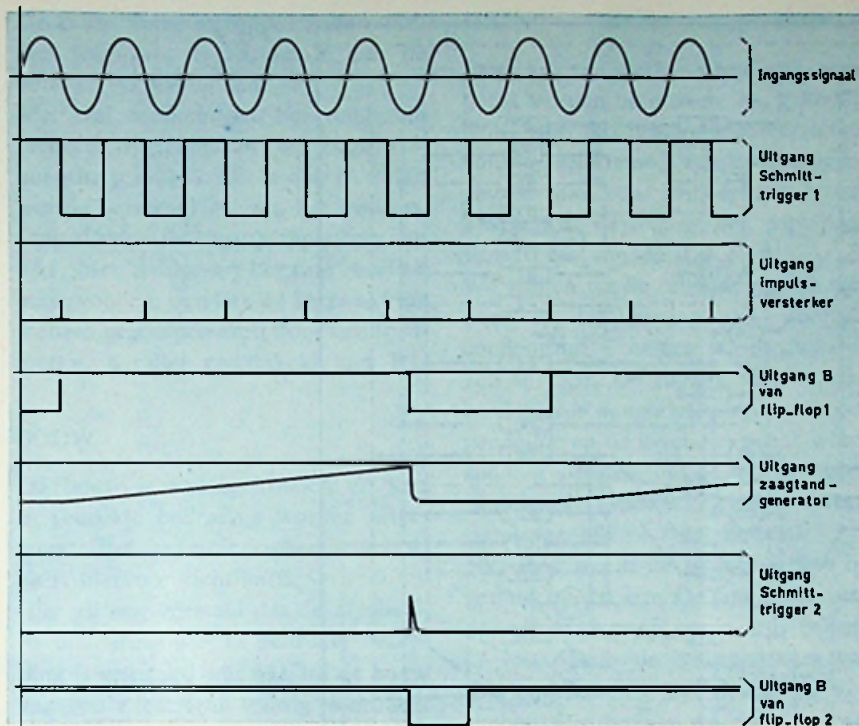 Ingangssignaal
Uitgang
Schmitt-
trigger 1
Uitgang
Impuls-
versterker
Uitgang B
van
flip_flop1
Uitgang
zaagtand-
generator
Uitgang
Schmitt-
trigger 2
Uitgang B
van
flip_flop 2